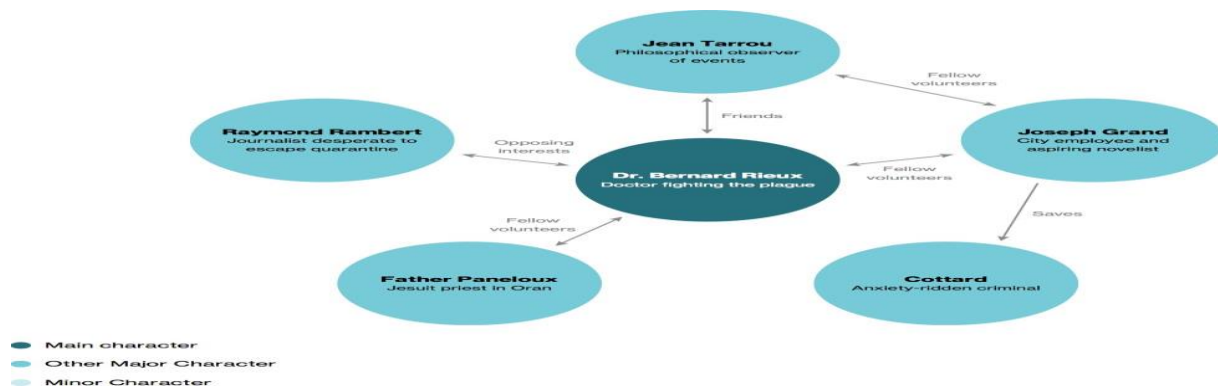 Jean Tarrou
Philosophical observer
of events
Fellow
volunteers
Friends
Raymond Rambert
Journalist desperate to
escape quarantine
Opposing
interests
Joseph Grand
City employee and
aspiring novelist
Dr. Bernard Rieux
Doctor fighting the plague
Fellow
volunteers
Fellow
volunteers
Saves
Father Paneloux
Jesuit priest in Oran
Cottard
Anxiety-ridden criminal
Main character
Other Major Character
Minor Character